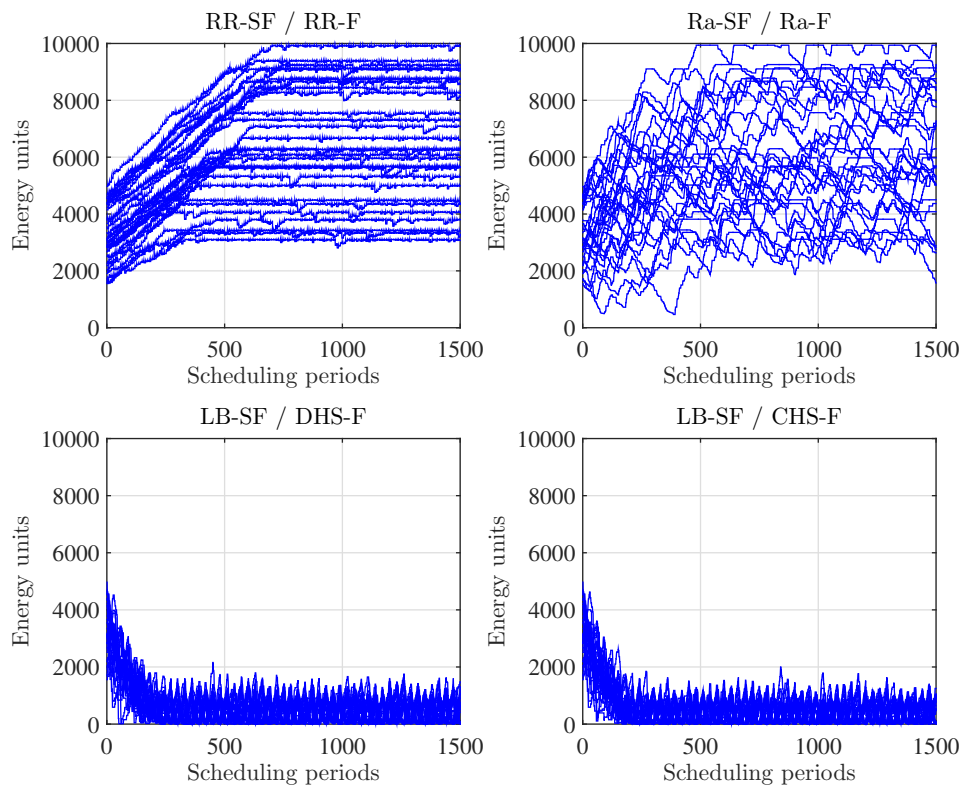 RR-SF / RR-F
10000
8000
6000
4000
2000
0
Energy units
0 500 1000 1500
Scheduling periods
Ra-SF / Ra-F
10000
8000
6000
4000
2000
0
Energy units
0 500 1000 1500
Scheduling periods
LB-SF / DHS-F
10000
8000
6000
4000
2000
0
Energy units
0 500 1000 1500
Scheduling periods
LB-SF / CHS-F
10000
8000
6000
4000
2000
0
Energy units
0 500 1000 1500
Scheduling periods